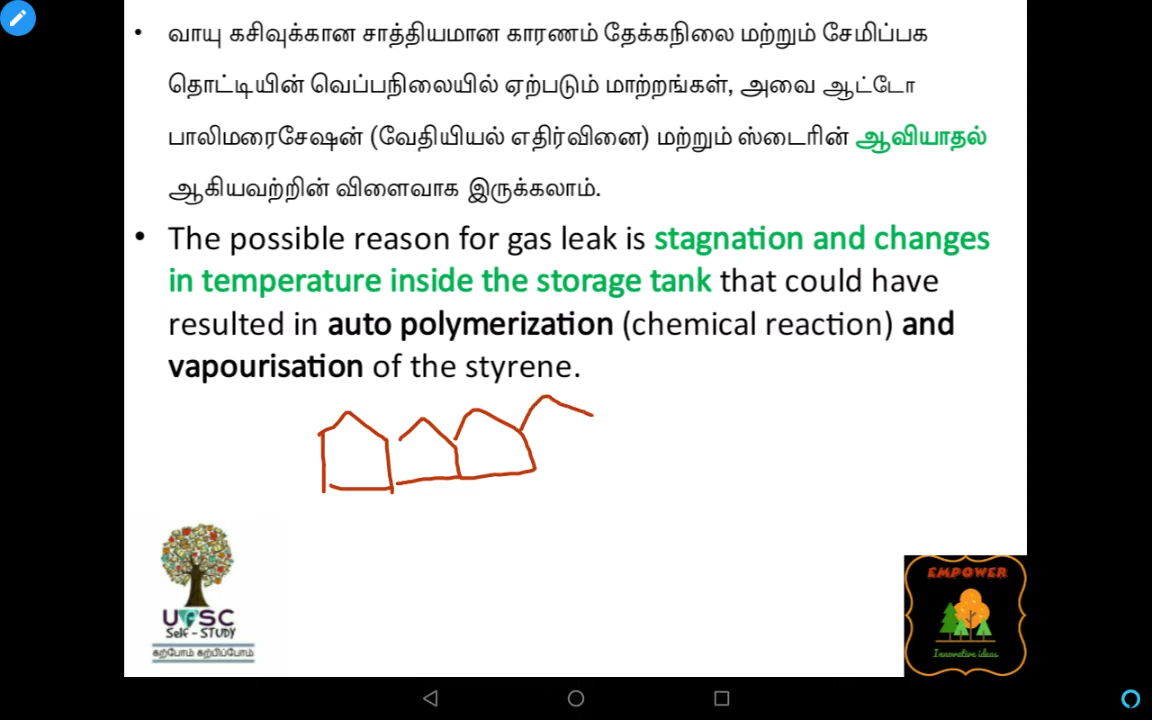 • வாயு கசிவுக்கான சாத்தியமான காரணம் தேக்கநிலை மற்றும் சேமிப்பக
தொட்டியின் வெப்பநிலையில் ஏற்படும் மாற்றங்கள், அவை ஆட்டோ
பாலிமரைசேஷன் (வேதியியல் எதிர்வினை) மற்றும் ஸ்டைரின் ஆவியாதல்
ஆகியவற்றின் விளைவாக இருக்கலாம்.
• The possible reason for gas leak is stagnation and changes
in temperature inside the storage tank that could have
resulted in auto polymerization (chemical reaction) and
vapourisation of the styrene.
UPSC
Self - STUDY
கற்போம் கற்பிப்போம்
EMPOWER
Innovative ideas